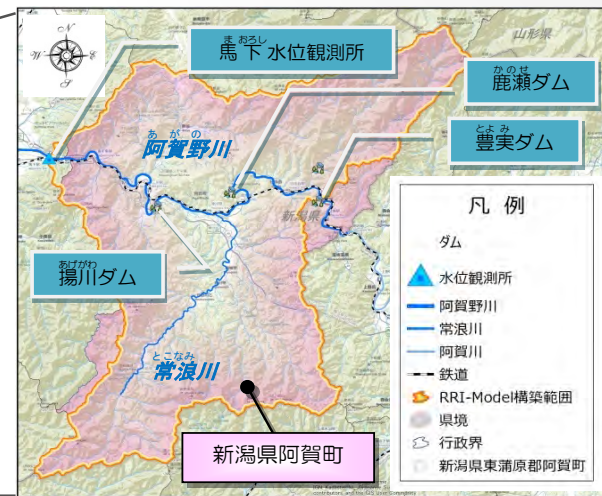 N
W
E
S
山形県
まおろし
馬下水位観測所
かのせ
鹿瀬ダム
とよみ
豊実ダム
あがの
阿賀野川
新潟県
あげがわ
揚川ダム
とこなみ
常浪川
新潟県阿賀町
凡 例
ダム
水位観測所
阿賀野川
常浪川
阿賀川
鉄道
RRI-Model構築範囲
県境
行政界
新潟県東蒲原郡阿賀町